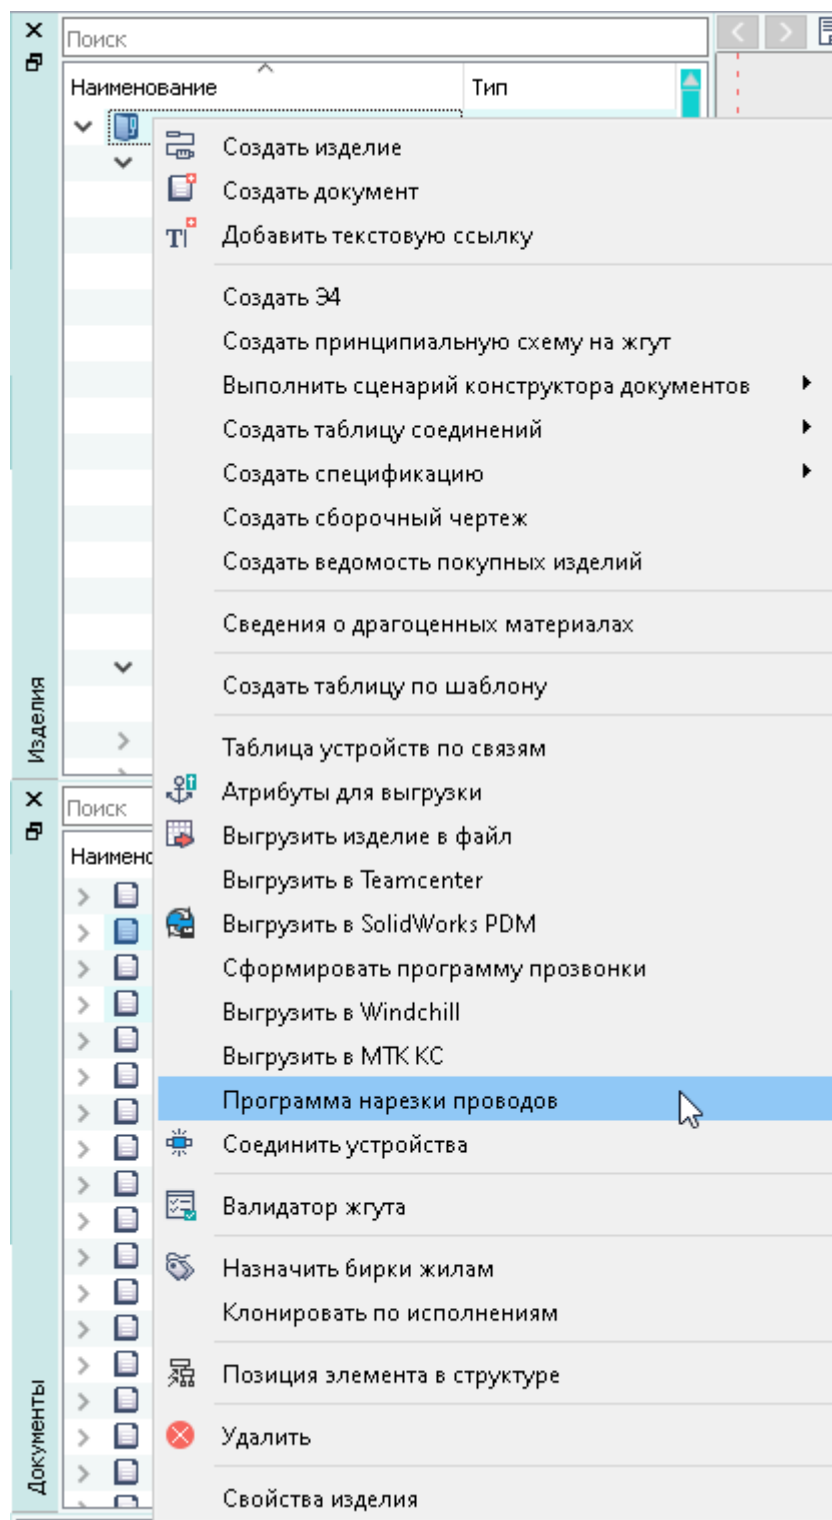 Поиск
Наименование
Тип
Создать изделие
Создать документ
Добавить текстовую ссылку
Создать Э4
Создать принципиальную схему на жгут
Выполнить сценарий конструктора документов
Создать таблицу соединений
Создать спецификацию
Создать сборочный чертеж
Создать ведомость покупных изделий
Сведения о драгоценных материалах
Создать таблицу по шаблону
Таблица устройств по связям
Атрибуты для выгрузки
Выгрузить изделие в файл
Выгрузить в Teamcenter
Выгрузить в SolidWorks PDM
Сформировать программу прозвонки
Выгрузить в Windchill
Выгрузить в МТК КС
Программа нарезки проводов
Соединить устройства
Валидатор жгута
Назначить бирки жилам
Клонировать по исполнениям
Позиция элемента в структуре
Удалить
Свойства изделия
Изделия
Поиск
Документы